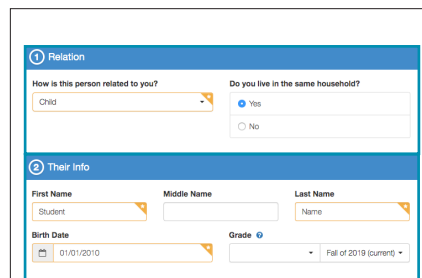 1 Relation
How is this person related to you? Do you live in the same household?
Child Yes
No
2 Their Info
First Name Middle Name Last Name
Student Name
Birth Date Grade ?
01/01/2010 Fall of 2019 (current)